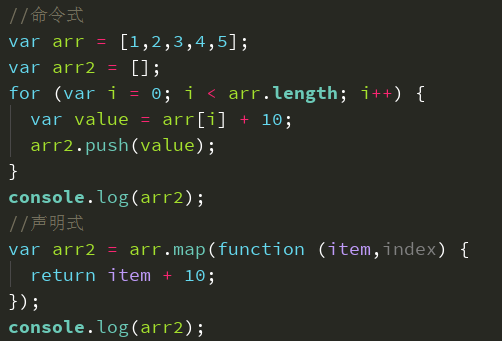 //命令式
var arr = [1,2,3,4,5];
var arr2 = [];
for (var i = 0; i < arr.length; i++) {
  var value = arr[i] + 10;
  arr2.push(value);
}
console.log(arr2);
//声明式
var arr2 = arr.map(function (item,index) {
  return item + 10;
});
console.log(arr2);